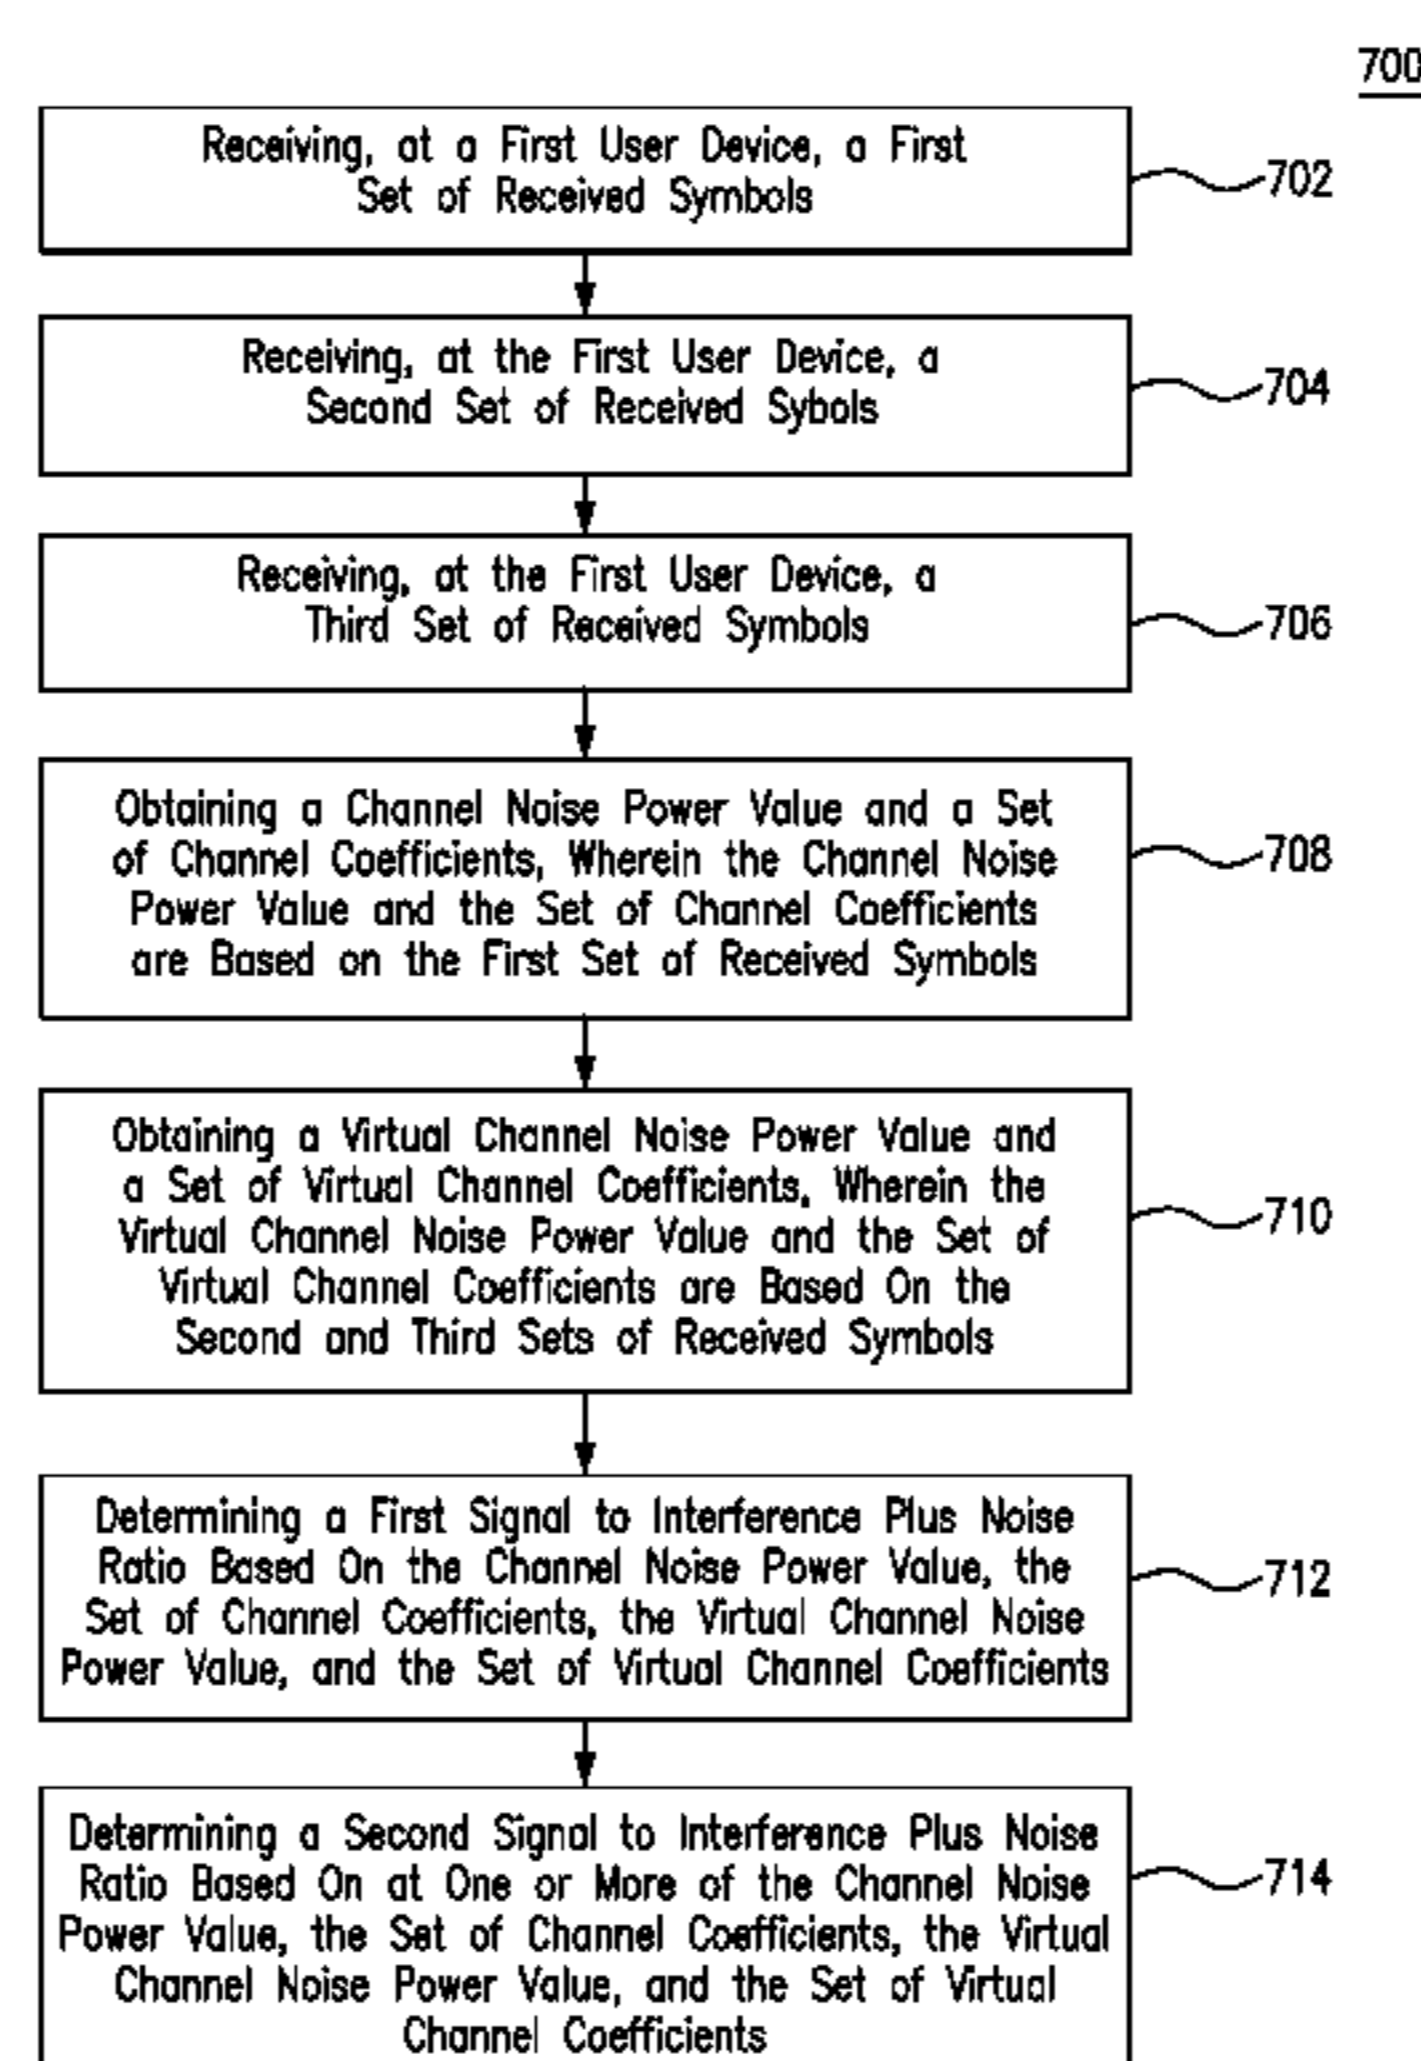 700
Receiving, at a First User Device, a First
Set of Received Symbols
702
Receiving, at the First User Device, a
Second Set of Received Sybols
704
Receiving, at the First User Device, a
Third Set of Received Symbols
706
Obtaining a Channel Noise Power Value and a Set
of Channel Coefficients, Wherein the Channel Noise
Power Value and the Set of Channel Coefficients
are Based on the First Set of Received Symbols
708
Obtaining a Virtual Channel Noise Power Value and
a Set of Virtual Channel Coefficients, Wherein the
Virtual Channel Noise Power Value and the Set of
Virtual Channel Coefficients are Based On the
Second and Third Sets of Received Symbols
710
Determining a First Signal to Interference Plus Noise
Ratio Based On the Channel Noise Power Value, the
Set of Channel Coefficients, the Virtual Channel Noise
Power Value, and the Set of Virtual Channel Coefficients
712
Determining a Second Signal to Interference Plus Noise
Ratio Based On at One or More of the Channel Noise
Power Value, the Set of Channel Coefficients, the Virtual
Channel Noise Power Value, and the Set of Virtual
Channel Coefficients
714